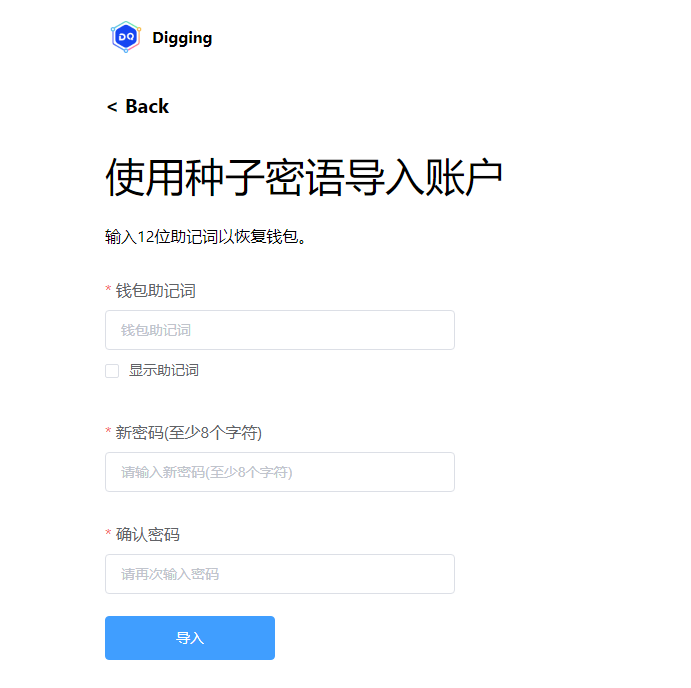 DQ Digging
< Back
使用种子密语导入账户
输入12位助记词以恢复钱包。
* 钱包助记词
钱包助记词
显示助记词
* 新密码(至少8个字符)
请输入新密码(至少8个字符)
* 确认密码
请再次输入密码
导入